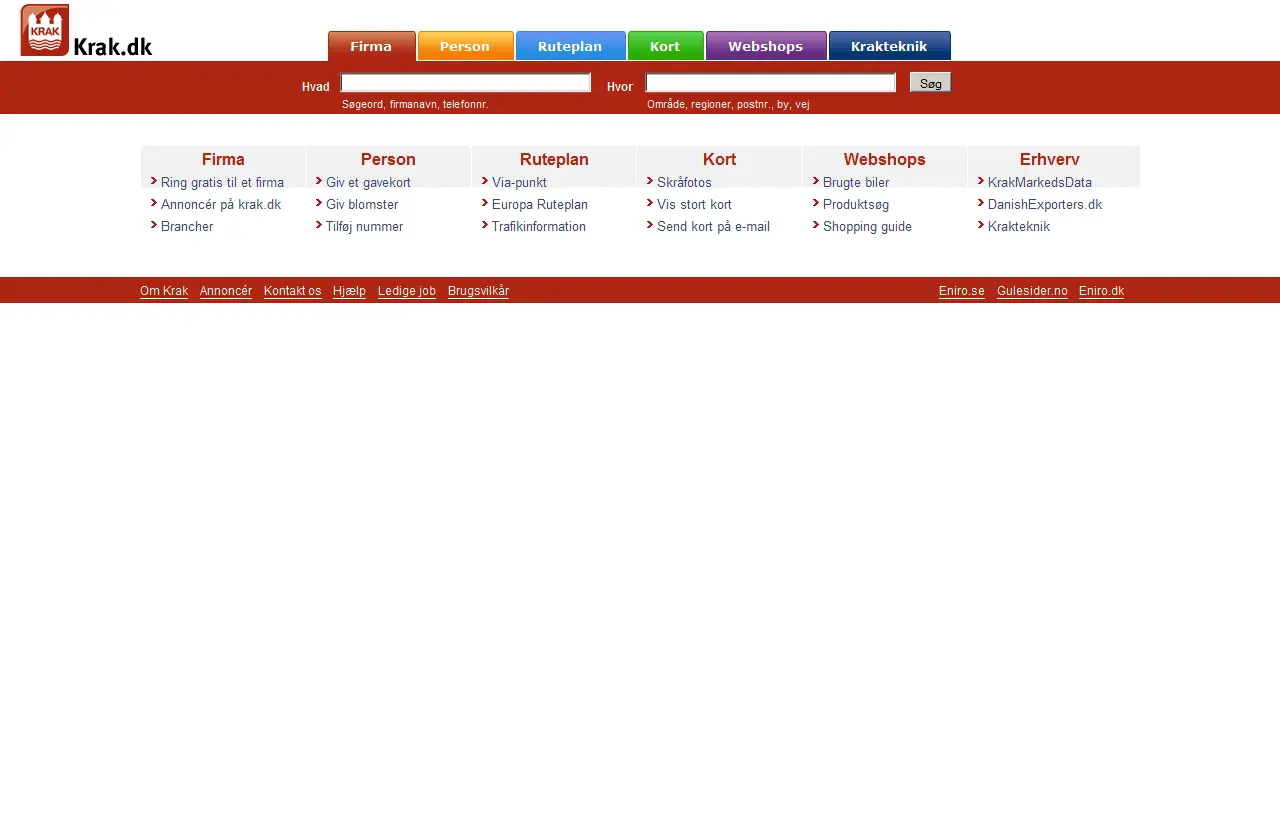 KRAK Krak.dk
Firma Person Ruteplan Kort Webshops Krakteknik
Hvad Hvor Søg
Søgeord, firmanavn, telefonnr. Område, regioner, postnr., by, vej
Firma Person Ruteplan Kort Webshops Erhverv
Ring gratis til et firma Giv et gavekort Via-punkt Skråfotos Brugte biler KrakMarkedsData
Annoncér på krak.dk Giv blomster Europa Ruteplan Vis stort kort Produktsøg DanishExporters.dk
Brancher Tilføj nummer Trafikinformation Send kort på e-mail Shopping guide Krakteknik
Om Krak Annoncér Kontakt os Hjælp Ledige job Brugsvilkår Eniro.se Gulesider.no Eniro.dk